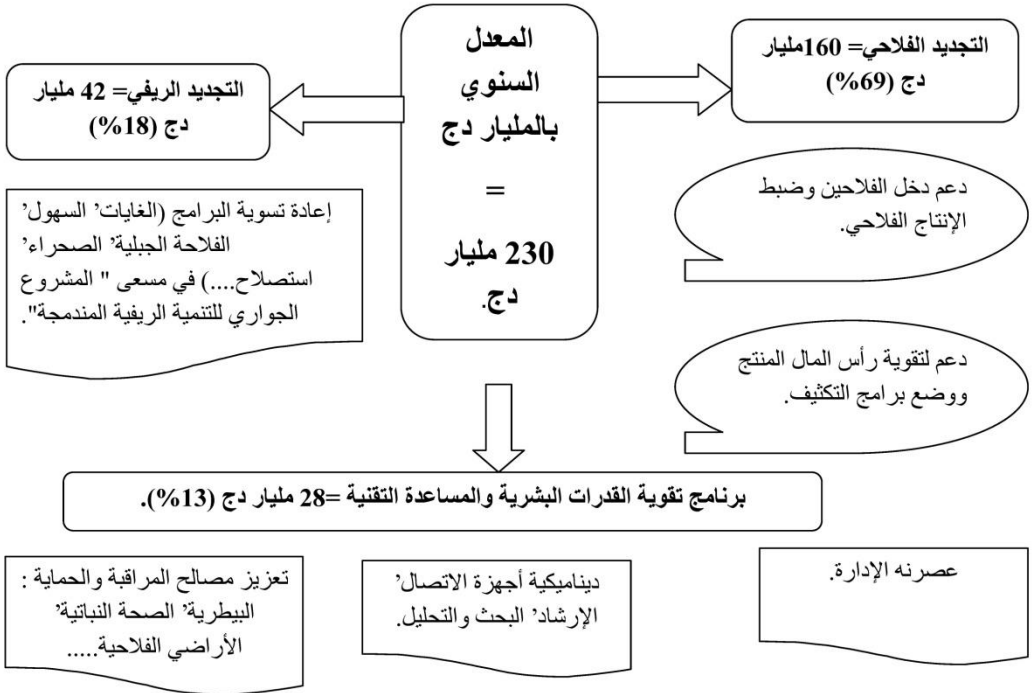 المعدل
السنوي
بالمليار دج
=
230 مليار
دج.
التجديد الفلاحي= 160مليار
دج (69%)
التجديد الريفي= 42 مليار
دج (18%)
دعم دخل الفلاحين وضبط
الإنتاج الفلاحي.
إعادة تسوية البرامج (الغايات' السهول'
الفلاحة الجبلية' الصحراء'
استصلاح....) في مسعى " المشروع
الجواري للتنمية الريفية المندمجة".
دعم لتقوية رأس المال المنتج
ووضع برامج التكثيف.
برنامج تقوية القدرات البشرية والمساعدة التقنية =28 مليار دج (13%).
عصرنه الإدارة.
ديناميكية أجهزة الاتصال'
الإرشاد' البحث والتحليل.
تعزيز مصالح المراقبة والحماية :
البيطرية' الصحة النباتية'
الأراضي الفلاحية.....